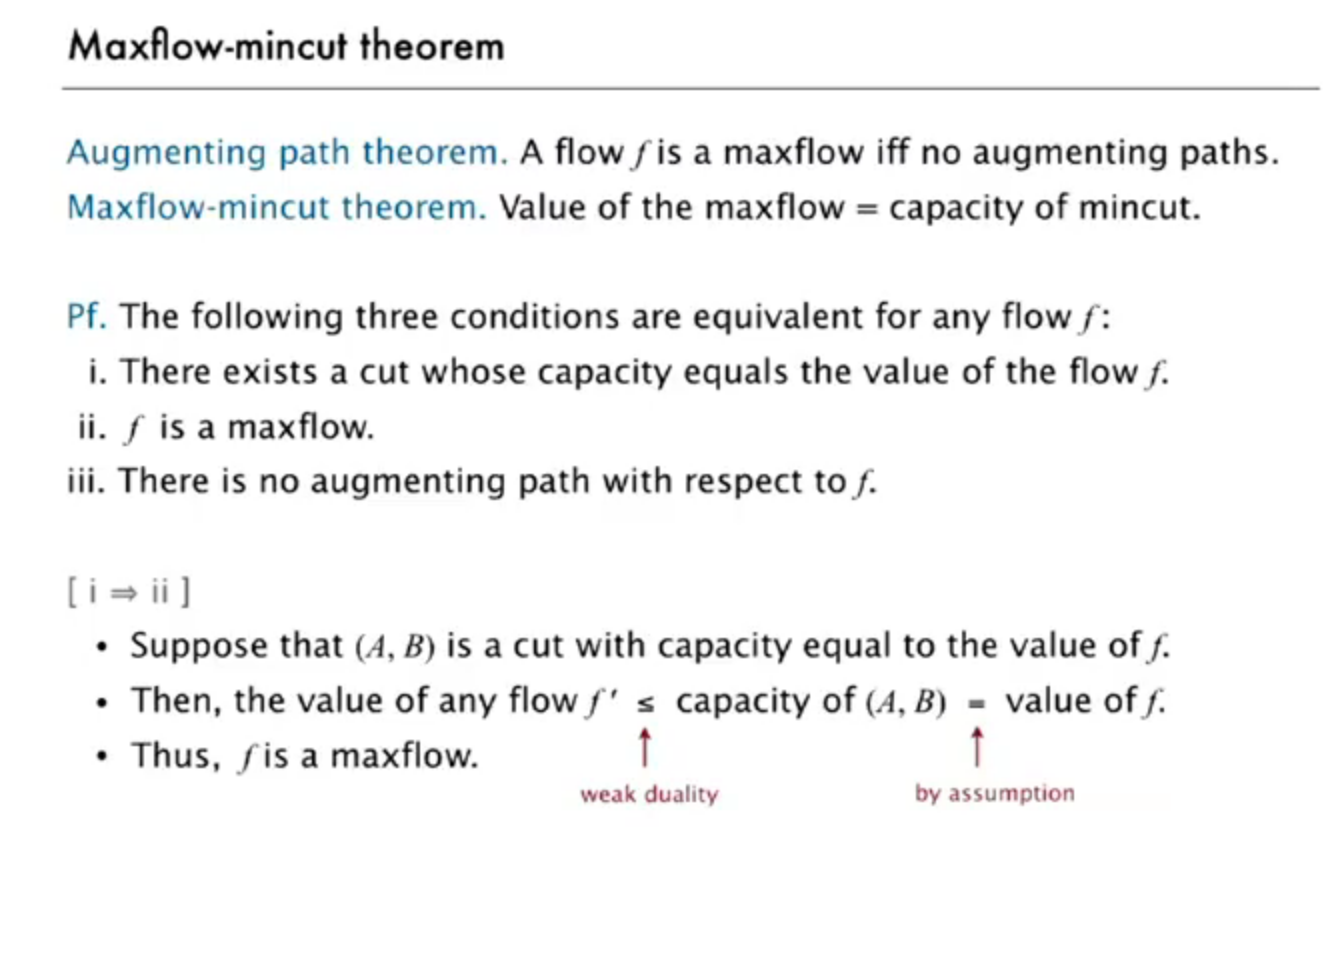 Maxflow-mincut theorem
Augmenting path theorem. A flow f is a maxflow iff no augmenting paths.
Maxflow-mincut theorem. Value of the maxflow = capacity of mincut.
Pf. The following three conditions are equivalent for any flow f:
i. There exists a cut whose capacity equals the value of the flow f.
ii. f is a maxflow.
iii. There is no augmenting path with respect to f.
[ i ⇒ ii ]
• Suppose that (A, B) is a cut with capacity equal to the value of f.
• Then, the value of any flow f′ ≤ capacity of (A, B) = value of f.
• Thus, f is a maxflow.
weak duality by assumption